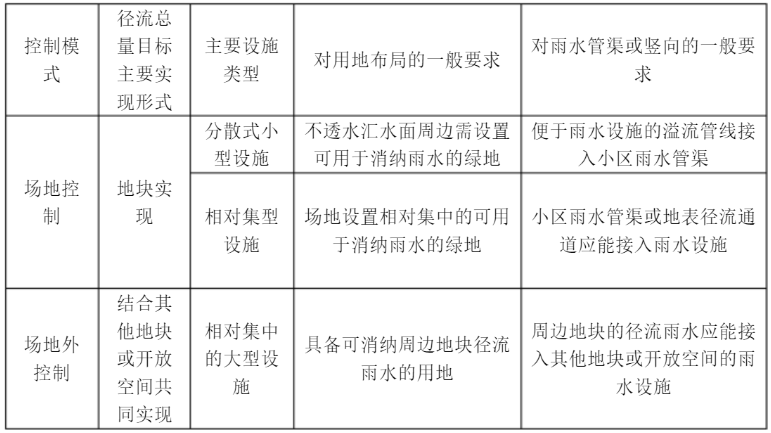 控制模
式
径流总
量目标
主要实
现形式
主要设施
类型
对用地布局的一般要求
对雨水管渠或竖向的一般要
求
场地控
制
地块实
现
分散式小
型设施
不透水汇水面周边需设置
可用于消纳雨水的绿地
便于雨水设施的溢流管线接
入小区雨水管渠
相对集型
设施
场地设置相对集中的可用
于消纳雨水的绿地
小区雨水管渠或地表径流通
道应能接入雨水设施
场地外
控制
结合其
他地块
或开放
空间共
同实现
相对集中
的大型设
施
具备可消纳周边地块径流
雨水的用地
周边地块的径流雨水应能接
入其他地块或开放空间的雨
水设施